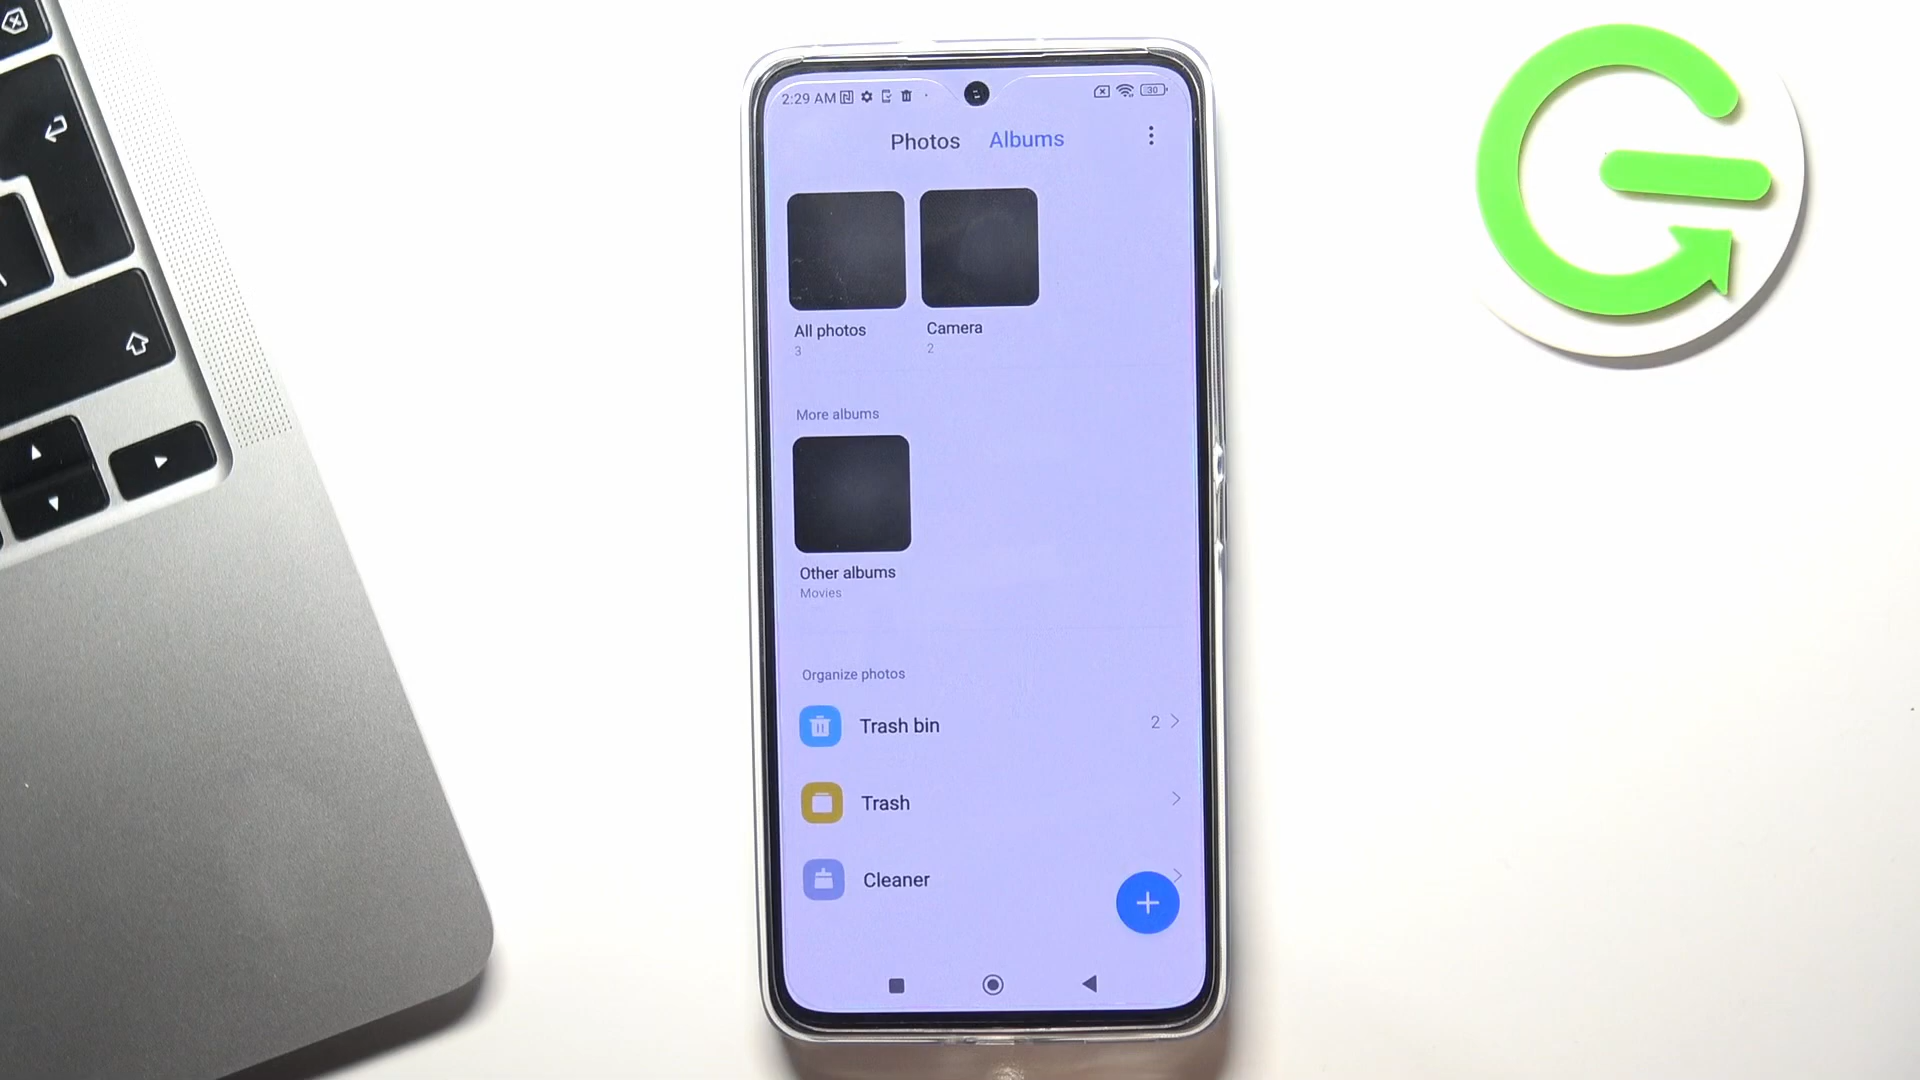 2:29 AM 30
Photos Albums
All photos Camera
3 2
More albums
Other albums
Movies
Organize photos
Trash bin 2
Trash
Cleaner